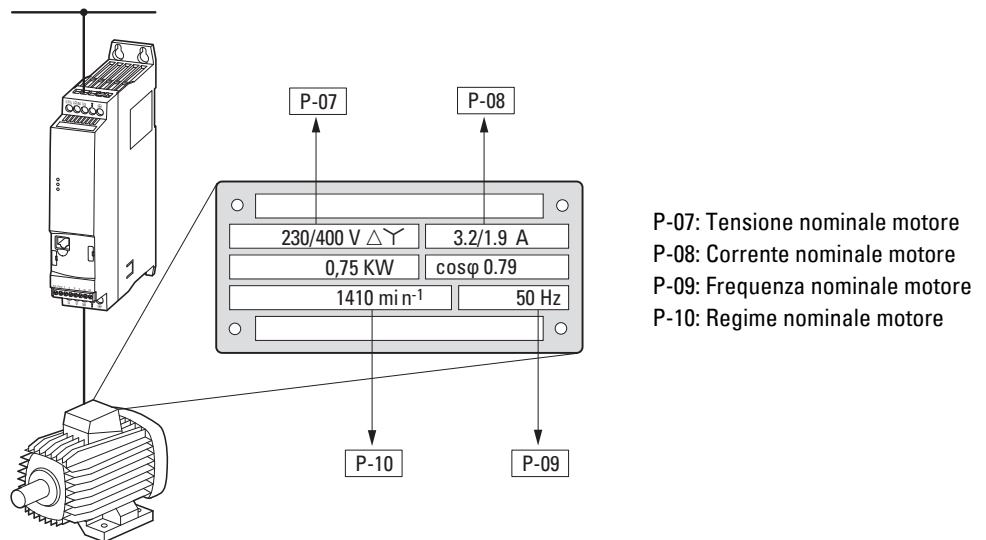 P-07
P-08
230/400 V △Y 3.2/1.9 A
0,75 KW cosφ 0.79
1410 min-1 50 Hz
P-10
P-09
P-07: Tensione nominale motore
P-08: Corrente nominale motore
P-09: Frequenza nominale motore
P-10: Regime nominale motore